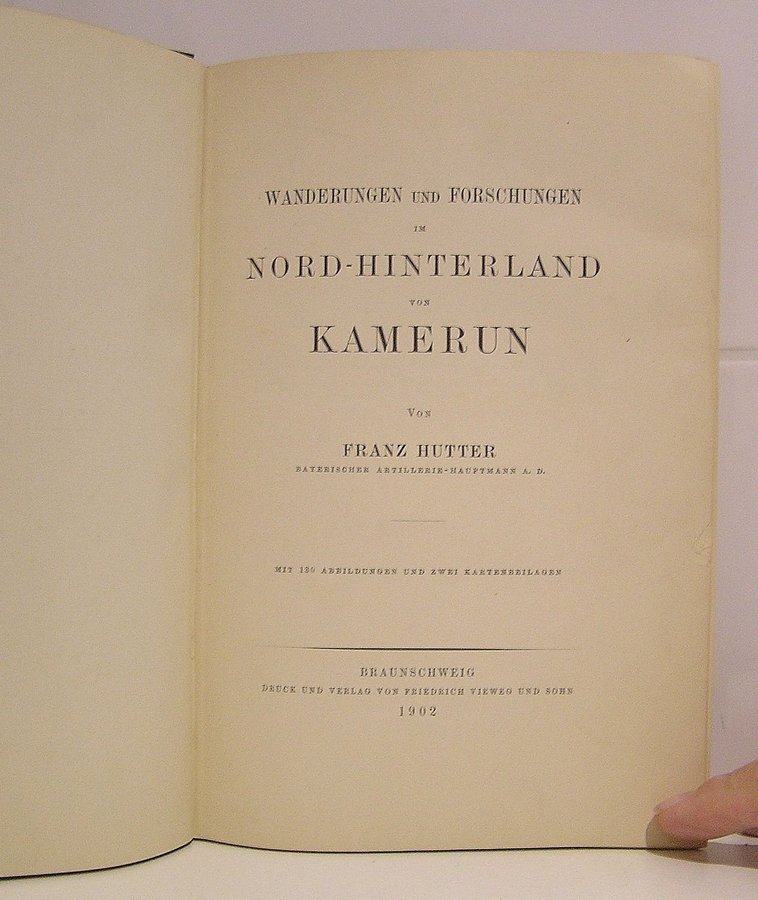 WANDERUNGEN UND FORSCHUNGEN
IM
NORD-HINTERLAND
VON
KAMERUN
VON
FRANZ HUTTER
BAYERISCHER ARTILLERIE-HAUPTMANN A. D.
MIT 130 ABBILDUNGEN UND ZWEI KARTENBEILAGEN
BRAUNSCHWEIG
DRUCK UND VERLAG VON FRIEDRICH VIEWEG UND SOHN
1902